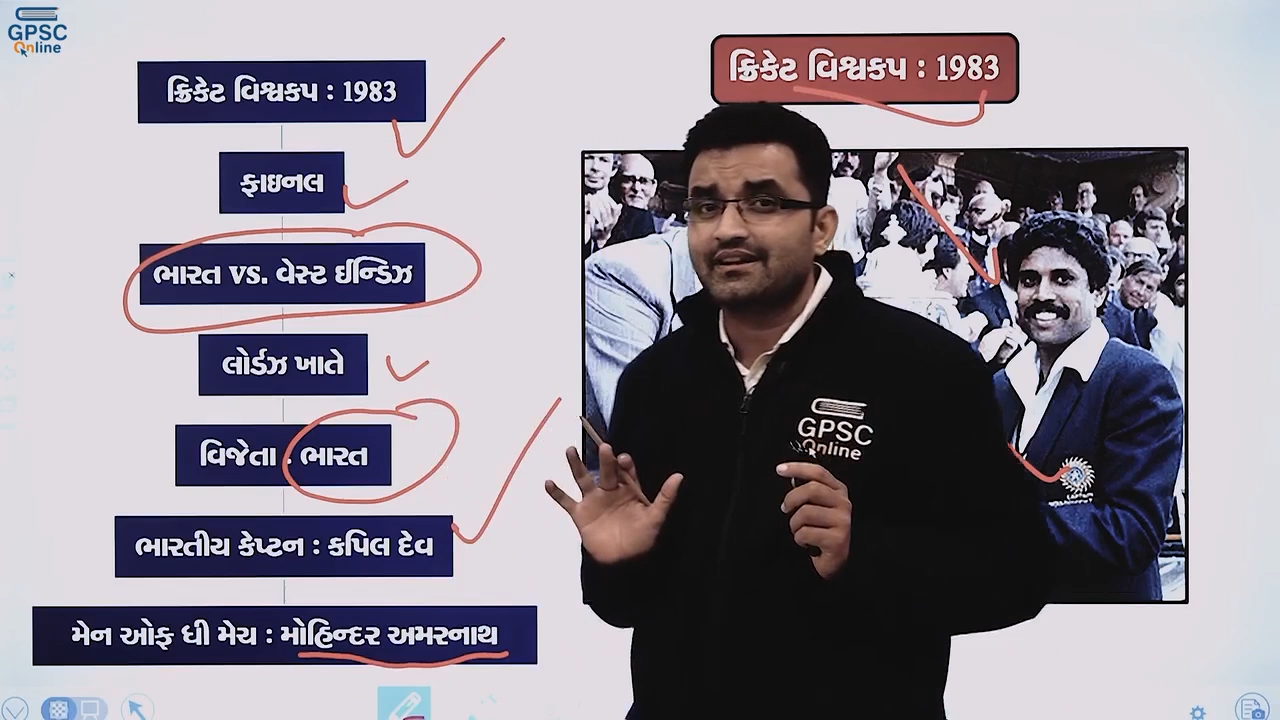 GPSC
Online
ક્રિકેટ વિશ્વકપ : 1983
ફાઇનલ
ભારત VS. વેસ્ટ ઈન્ડિઝ
લોર્ડઝ ખાતે
વિજેતા : ભારત
ભારતીય કેપ્ટન : કપિલ દેવ
મેન ઓફ ધી મેચ : મોહિન્દર અમરનાથ
ક્રિકેટ વિશ્વકપ : 1983
GPSC
Online